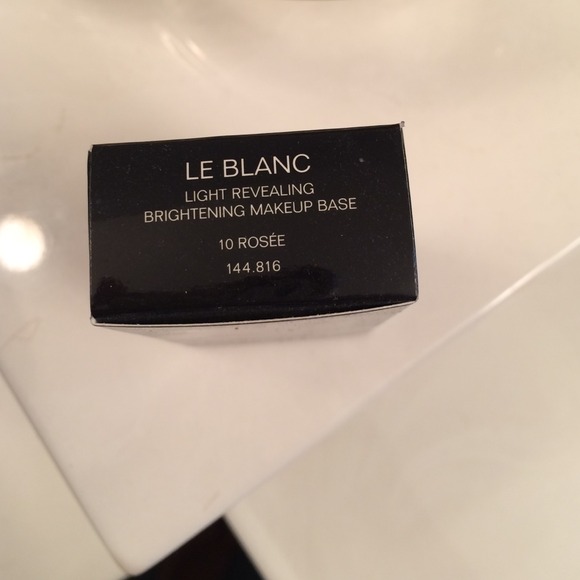 LE BLANC
LIGHT REVEALING
BRIGHTENING MAKEUP BASE
10 ROSÉE
144.816